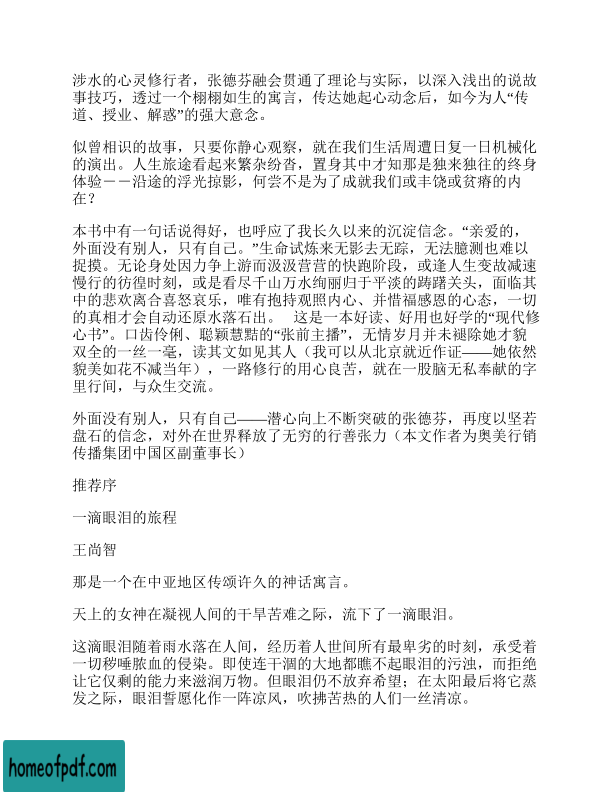 涉水的心灵修行者，张德芬融会贯通了理论与实际，以深入浅出的说故
事技巧，透过一个栩栩如生的寓言，传达她起心动念后，如今为人“传
道、授业、解惑”的强大意念。
似曾相识的故事，只要你静心观察，就在我们生活周遭日复一日机械化
的演出。人生旅途看起来繁杂纷沓，置身其中才知那是独来独往的终身
体验－－沿途的浮光掠影，何尝不是为了成就我们或丰饶或贫瘠的内
在？
本书中有一句话说得好，也呼应了我长久以来的沉淀信念。“亲爱的，
外面没有别人，只有自己。”生命试炼来无影去无踪，无法臆测也难以
捉摸。无论身处因力争上游而汲汲营营的快跑阶段，或逢人生变故减速
慢行的彷徨时刻，或是看尽千山万水绚丽归于平淡的踌躇关头，面临其
中的悲欢离合喜怒哀乐，唯有抱持观照内心、并惜福感恩的心态，一切
的真相才会自动还原水落石出。 这是一本好读、好用也好学的“现代修
心书”。口齿伶俐、聪颖慧黠的“张前主播”，无情岁月并未褪除她才貌
双全的一丝一毫，读其文如见其人（我可以从北京就近作证——她依然
貌美如花不减当年），一路修行的用心良苦，就在一股脑无私奉献的字
里行间，与众生交流。
外面没有别人，只有自己——潜心向上不断突破的张德芬，再度以坚若
盘石的信念，对外在世界释放了无穷的行善张力（本文作者为奥美行销
传播集团中国区副董事长）
推荐序
一滴眼泪的旅程
王尚智
那是一个在中亚地区传颂许久的神话寓言。
天上的女神在凝视人间的干旱苦难之际，流下了一滴眼泪。
这滴眼泪随着雨水落在人间，经历着人世间所有最卑劣的时刻，承受着
一切秽唾脓血的侵染。即使连干涸的大地都瞧不起眼泪的污浊，而拒绝
让它仅剩的能力来滋润万物。但眼泪仍不放弃希望；在太阳最后将它蒸
发之际，眼泪誓愿化作一阵凉风，吹拂苦热的人们一丝清凉。
homeofpdf.com